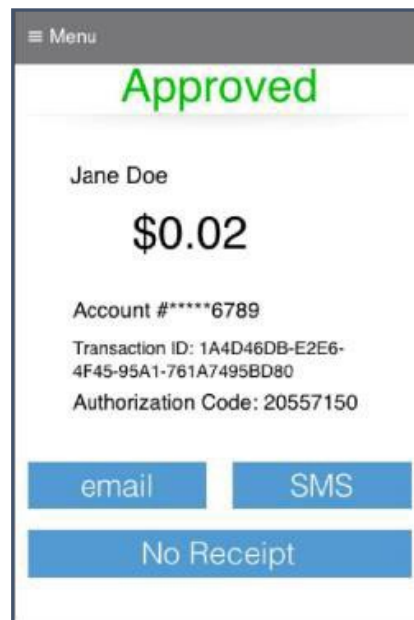 ≡ Menu
Approved
Jane Doe
$0.02
Account #*****6789
Transaction ID: 1A4D46DB-E2E6-
4F45-95A1-761A7495BD80
Authorization Code: 20557150
email SMS
No Receipt